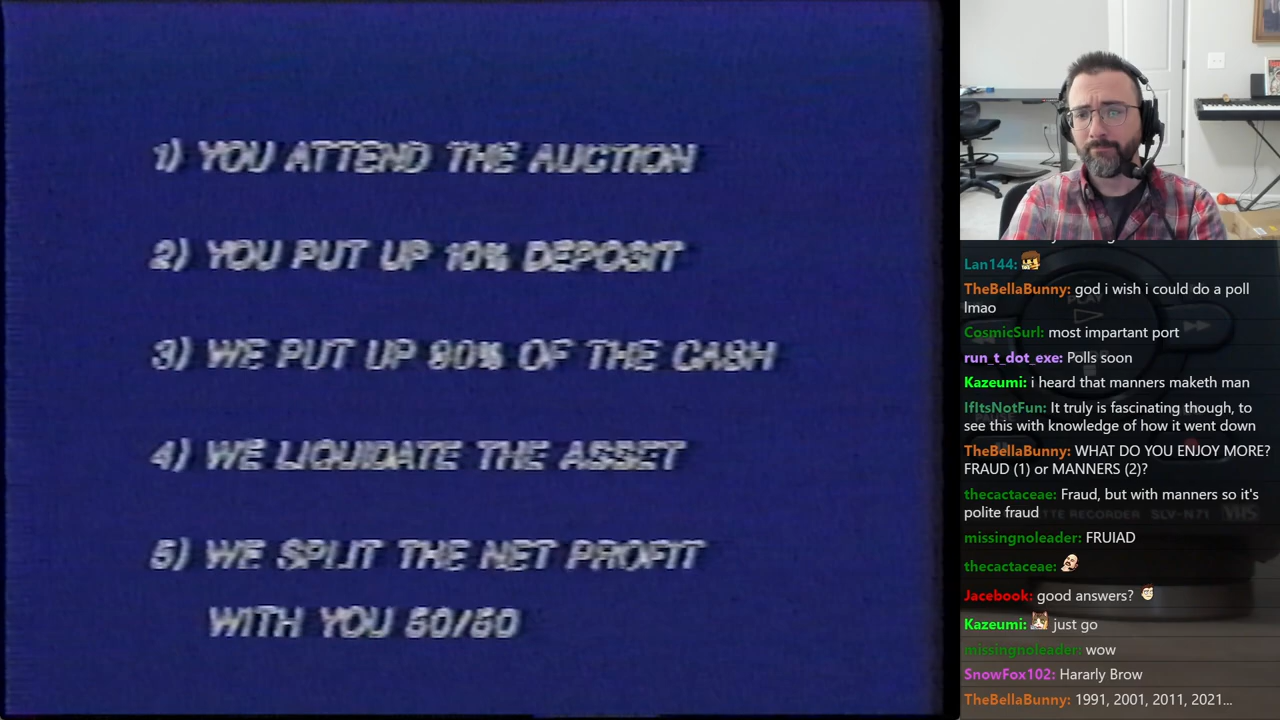 1) YOU ATTEND THE AUCTION
2) YOU PUT UP 10% DEPOSIT
3) WE PUT UP 90% OF THE CASH
4) WE LIQUIDATE THE ASSET
5) WE SPLIT THE NET PROFIT
WITH YOU 50/50
Lan144:
TheBellaBunny: god i wish i could do a poll
lmao
CosmicSurl: most impartant port
run_t_dot_exe: Polls soon
Kazeumi: i heard that manners maketh man
IfItsNotFun: It truly is fascinating though, to
see this with knowledge of how it went down
TheBellaBunny: WHAT DO YOU ENJOY MORE?
FRAUD (1) or MANNERS (2)?
thecactaceae: Fraud, but with manners so it's
polite fraud
missingnoleader: FRUIAD
thecactaceae:
Jacebook: good answers?
Kazeumi: just go
missingnoleader: wow
SnowFox102: Hararly Brow
TheBellaBunny: 1991, 2001, 2011, 2021...
PLAY
RECORDER SLV-N71 VHS